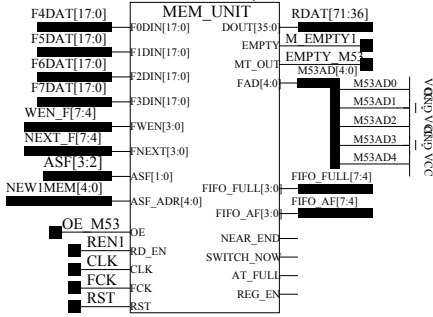 MEM_UNIT
F4DAT[17:0]
F0DIN[17:0]
DOUT[35:0]
RDAT[71:36]
F5DAT[17:0]
F1DIN[17:0]
EMPTY
M_EMPTY1
F6DAT[17:0]
F2DIN[17:0]
MT_OUT
EMPTY_M53
F7DAT[17:0]
F3DIN[17:0]
FAD[4:0]
M53AD[4:0]
M53AD0
M53AD1
M53AD2
M53AD3
M53AD4
VCC
WEN_F[7:4]
FWEN[3:0]
NEXT_F[7:4]
FNEXT[3:0]
ASF[3:2]
ASF[1:0]
NEW1MEM[4:0]
ASF_ADR[4:0]
FIFO_FULL[3:0]
FIFO_FULL[7:4]
FIFO_AF[3:0]
FIFO_AF[7:4]
OE_M53
OE
NEAR_END
REN1
RD_EN
SWITCH_NOW
CLK
CLK
AT_FULL
FCK
FCK
REG_EN
RST
RST